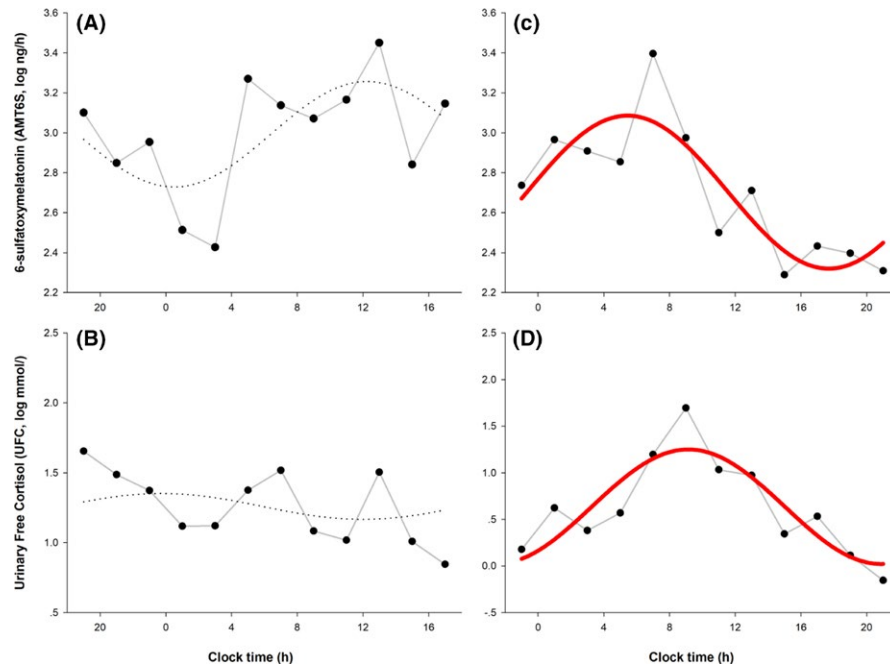 (A)
6-sulfatoxymelatonin (AMT6S, log ng/h)
3.6
3.4
3.2
3.0
2.8
2.6
2.4
2.2
20 0 4 8 12 16
(c)
3.6
3.4
3.2
3.0
2.8
2.6
2.4
2.2
0 4 8 12 16 20
(B)
Urinary Free Cortisol (UFC, log mmol/)
2.5
2.0
1.5
1.0
.5
20 0 4 8 12 16
Clock time (h)
(D)
2.5
2.0
1.5
1.0
.5
0.0
-.5
0 4 8 12 16 20
Clock time (h)